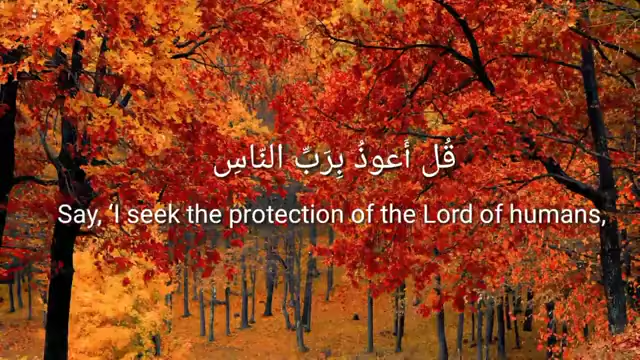 قُل أَعوذُ بِرَبِّ النّاسِ
Say, ‘I seek the protection of the Lord of humans,